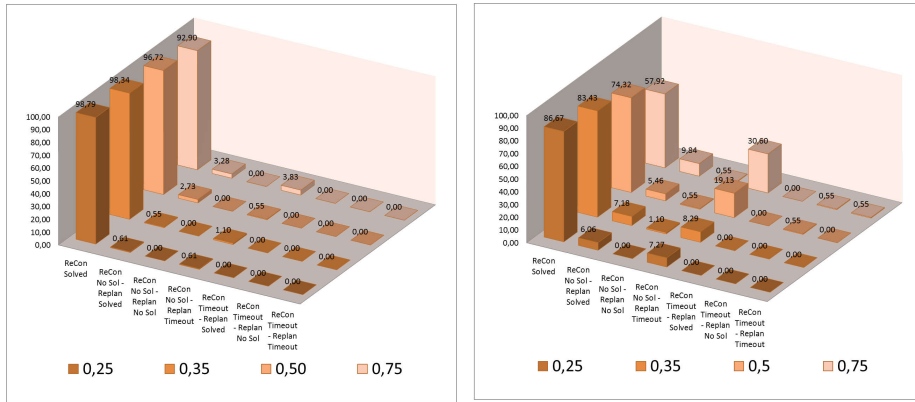 92,90
96,72
98,34
98,79
100,00
90,00
80,00
70,00
60,00
50,00
40,00
30,00
20,00
10,00
0,00
3,28
0,00
3,83
0,00
0,00
0,00
2,73
0,00
0,55
0,00
0,00
0,00
0,55
0,00
1,10
0,00
0,00
0,00
0,61
0,00
0,61
0,00
0,00
0,00
ReCon
Solved
ReCon
No Sol -
Replan
Solved
ReCon
No Sol -
Replan
No Sol
ReCon
No Sol -
Replan
Timeout
ReCon
Timeout
- Replan
Solved
ReCon
Timeout
- Replan
No Sol
ReCon
Timeout
- Replan
Timeout
0,25 0,35 0,50 0,75
57,92
74,32
83,43
86,67
100,00
90,00
80,00
70,00
60,00
50,00
40,00
30,00
20,00
10,00
0,00
9,84
0,55
30,60
0,00
0,55
0,55
5,46
0,55
19,13
0,00
0,55
0,00
7,18
1,10
8,29
0,00
0,00
0,00
6,06
0,00
7,27
0,00
0,00
0,00
ReCon
Solved
ReCon
No Sol -
Replan
Solved
ReCon
No Sol -
Replan
No Sol
ReCon
No Sol -
Replan
Timeout
ReCon
Timeout
- Replan
Solved
ReCon
Timeout
- Replan
No Sol
ReCon
Timeout
- Replan
Timeout
0,25 0,35 0,5 0,75